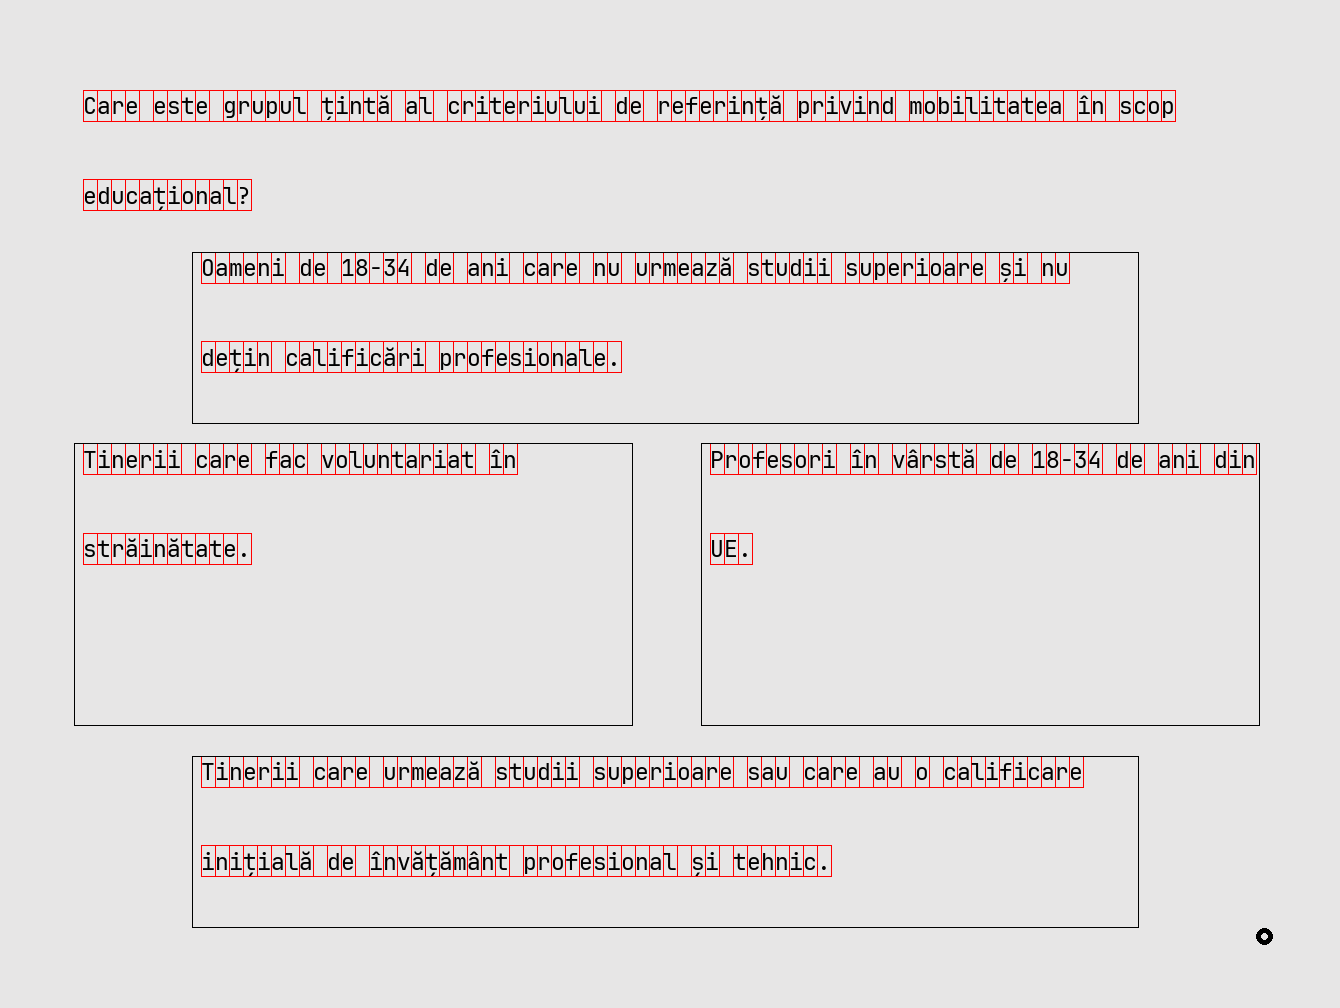 Care este grupul țintă al criteriului de referință privind mobilitatea în scop
educațional?
Oameni de 18-34 de ani care nu urmează studii superioare și nu
dețin calificări profesionale.
Tinerii care fac voluntariat în
străinătate.
Profesori în vârstă de 18-34 de ani din
UE.
Tinerii care urmează studii superioare sau care au o calificare
inițială de învățământ profesional și tehnic.